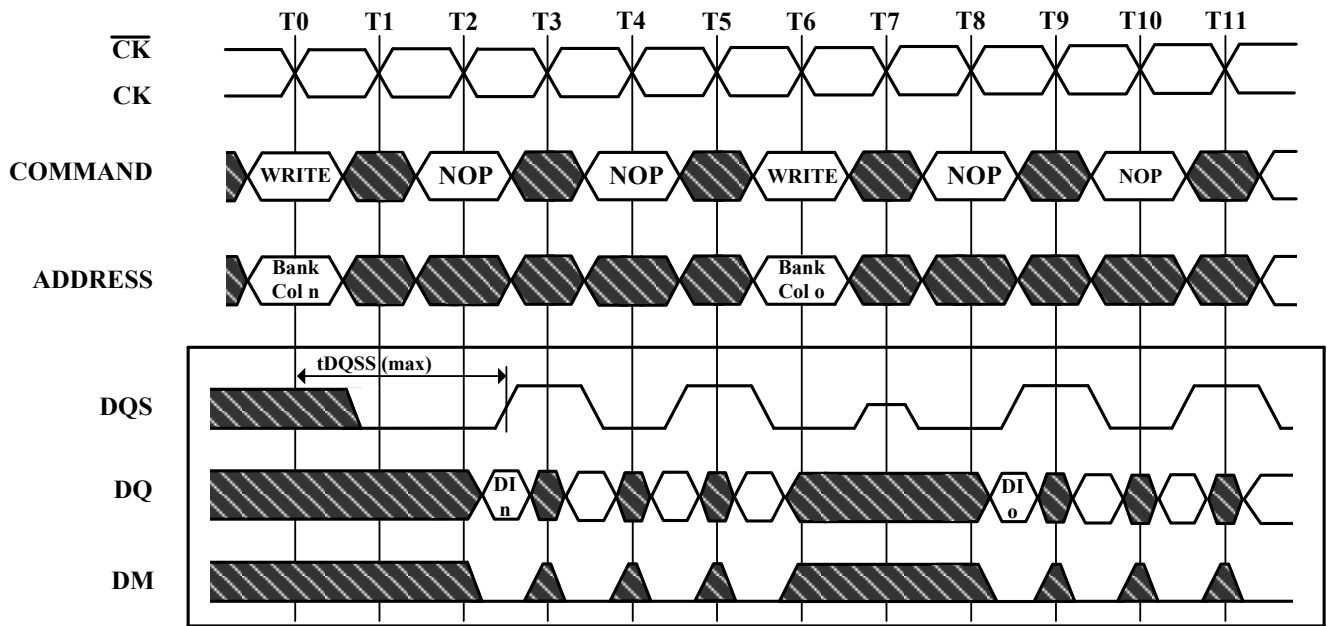 T0 T1 T2 T3 T4 T5 T6 T7 T8 T9 T10 T11
CK
CK
COMMAND WRITE NOP NOP WRITE NOP NOP
ADDRESS Bank Col n Bank Col o
tDQSS (max)
DQS
DQ DI n DI o
DM